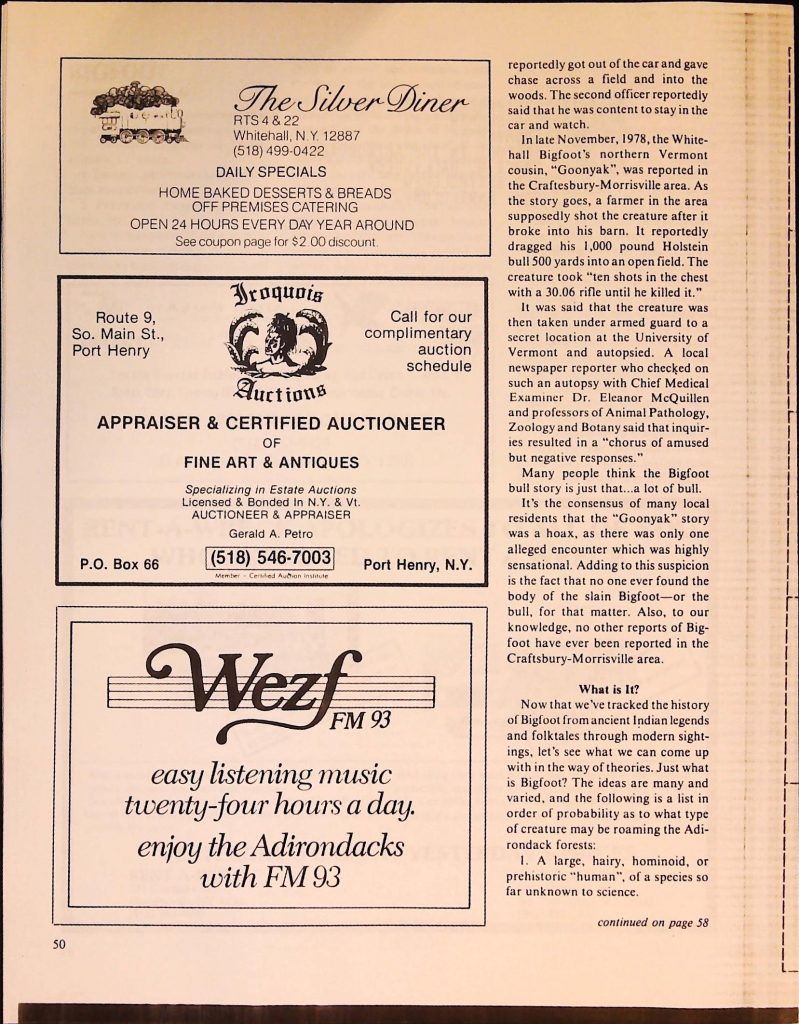 The Silver Diner
RTS 4 & 22
Whitehall, N.Y. 12887
(518) 499-0422
DAILY SPECIALS
HOME BAKED DESSERTS & BREADS
OFF PREMISES CATERING
OPEN 24 HOURS EVERY DAY YEAR AROUND
See coupon page for $2.00 discount.
Iroquois
Auctions
Route 9,
So. Main St.,
Port Henry
Call for our
complimentary
auction
schedule
APPRAISER & CERTIFIED AUCTIONEER
OF
FINE ART & ANTIQUES
Specializing in Estate Auctions
Licensed & Bonded In N.Y. & Vt.
AUCTIONEER & APPRAISER
Gerald A. Petro
P.O. Box 66
(518) 546-7003
Port Henry, N.Y.
Member - Certified Auction Institute
Wezf
FM 93
easy listening music
twenty-four hours a day.
enjoy the Adirondacks
with FM 93
50
reportedly got out of the car and gave
chase across a field and into the
woods. The second officer reportedly
said that he was content to stay in the
car and watch.
In late November, 1978, the White-
hall Bigfoot's northern Vermont
cousin, "Goonyak", was reported in
the Craftesbury-Morrisville area. As
the story goes, a farmer in the area
supposedly shot the creature after it
broke into his barn. It reportedly
dragged his 1,000 pound Holstein
bull 500 yards into an open field. The
creature took "ten shots in the chest
with a 30.06 rifle until he killed it."
It was said that the creature was
then taken under armed guard to a
secret location at the University of
Vermont and autopsied. A local
newspaper reporter who checked on
such an autopsy with Chief Medical
Examiner Dr. Eleanor McQuillen
and professors of Animal Pathology,
Zoology and Botany said that inquir-
ies resulted in a "chorus of amused
but negative responses."
Many people think the Bigfoot
bull story is just that...a lot of bull.
It's the consensus of many local
residents that the "Goonyak" story
was a hoax, as there was only one
alleged encounter which was highly
sensational. Adding to this suspicion
is the fact that no one ever found the
body of the slain Bigfoot—or the
bull, for that matter. Also, to our
knowledge, no other reports of Big-
foot have ever been reported in the
Craftsbury-Morrisville area.
What is It?
Now that we've tracked the history
of Bigfoot from ancient Indian legends
and folktales through modern sight-
ings, let's see what we can come up
with in the way of theories. Just what
is Bigfoot? The ideas are many and
varied, and the following is a list in
order of probability as to what type
of creature may be roaming the Adi-
rondack forests:
1. A large, hairy, hominoid, or
prehistoric "human", of a species so
far unknown to science.
continued on page 58